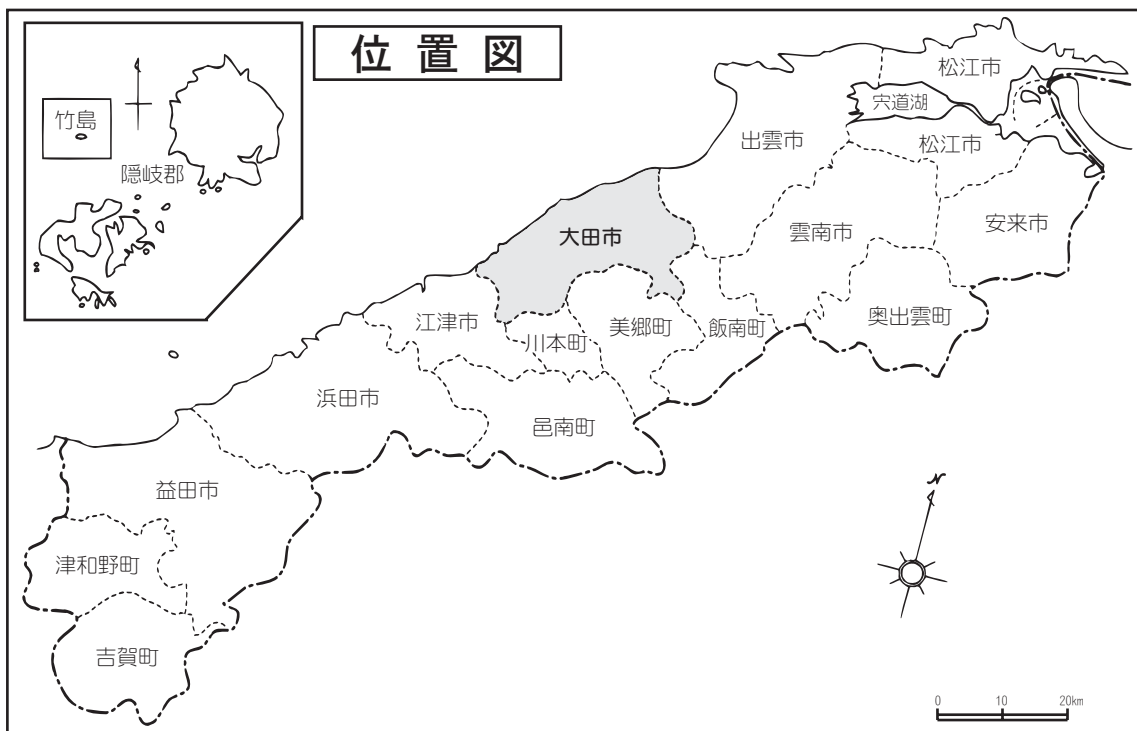 位置図
竹島
隠岐郡
松江市
宍道湖
松江市
出雲市
安来市
雲南市
大田市
奥出雲町
飯南町
美郷町
川本町
江津市
浜田市
邑南町
益田市
津和野町
吉賀町
N
0 10 20km